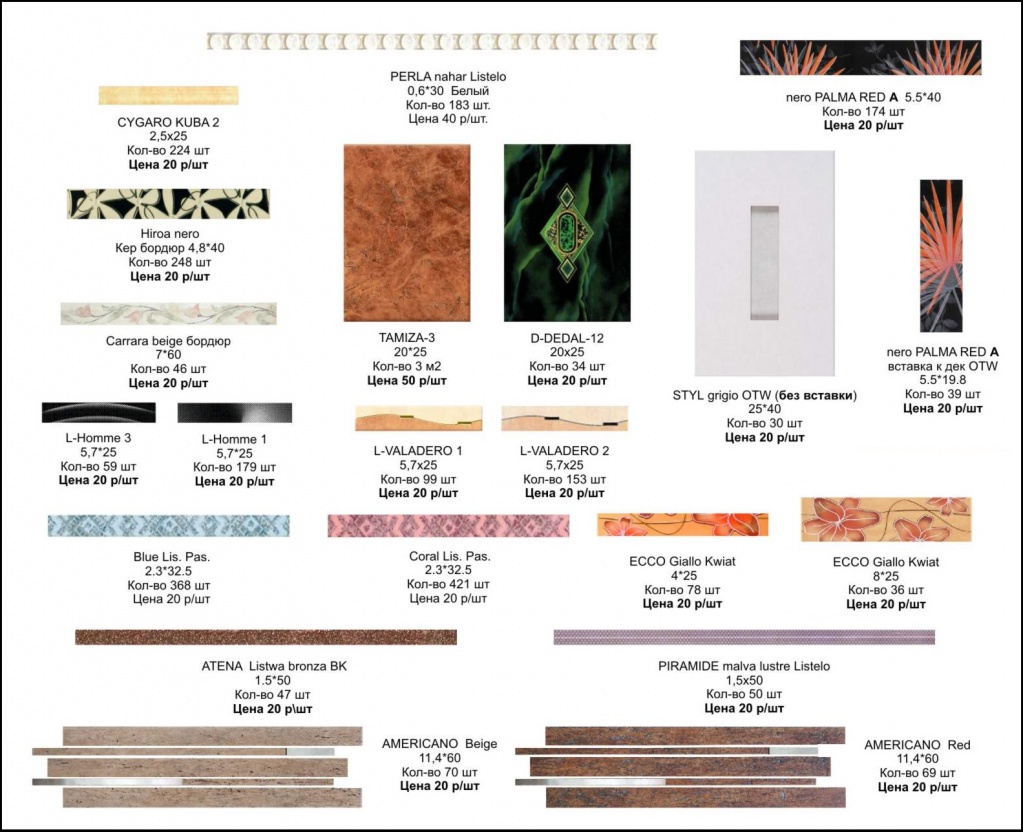 PERLA nahar Listelo
0,6*30  Белый
Кол-во 183 шт.
Цена 40 р/шт.
nero PALMA RED A  5.5*40
Кол-во 174 шт
Цена 20 р/шт
CYGARO KUBA 2
2,5x25
Кол-во 224 шт
Цена 20 р/шт
Hiroa nero
Кер бордюр 4,8*40
Кол-во 248 шт
Цена 20 р/шт
Carrara beige бордюр
7*60
Кол-во 46 шт
Цена 20 р/шт
TAMIZA-3
20*25
Кол-во 3 м2
Цена 50 р/шт
D-DEDAL-12
20x25
Кол-во 34 шт
Цена 20 р/шт
STYL grigio OTW (без вставки)
25*40
Кол-во 30 шт
Цена 20 р/шт
nero PALMA RED A
вставка к дек OTW
5.5*19.8
Кол-во 39 шт
Цена 20 р/шт
L-Homme 3
5,7*25
Кол-во 59 шт
Цена 20 р/шт
L-Homme 1
5,7*25
Кол-во 179 шт
Цена 20 р/шт
L-VALADERO 1
5,7x25
Кол-во 99 шт
Цена 20 р/шт
L-VALADERO 2
5,7x25
Кол-во 153 шт
Цена 20 р/шт
Blue Lis. Pas.
2.3*32.5
Кол-во 368 шт
Цена 20 р/шт
Coral Lis. Pas.
2.3*32.5
Кол-во 421 шт
Цена 20 р/шт
ECCO Giallo Kwiat
4*25
Кол-во 78 шт
Цена 20 р/шт
ECCO Giallo Kwiat
8*25
Кол-во 36 шт
Цена 20 р/шт
ATENA  Listwa bronza BK
1.5*50
Кол-во 47 шт
Цена 20 р\шт
PIRAMIDE malva lustre Listelo
1,5x50
Кол-во 50 шт
Цена 20 р/шт
AMERICANO  Beige
11,4*60
Кол-во 70 шт
Цена 20 р/шт
AMERICANO  Red
11,4*60
Кол-во 69 шт
Цена 20 р/шт